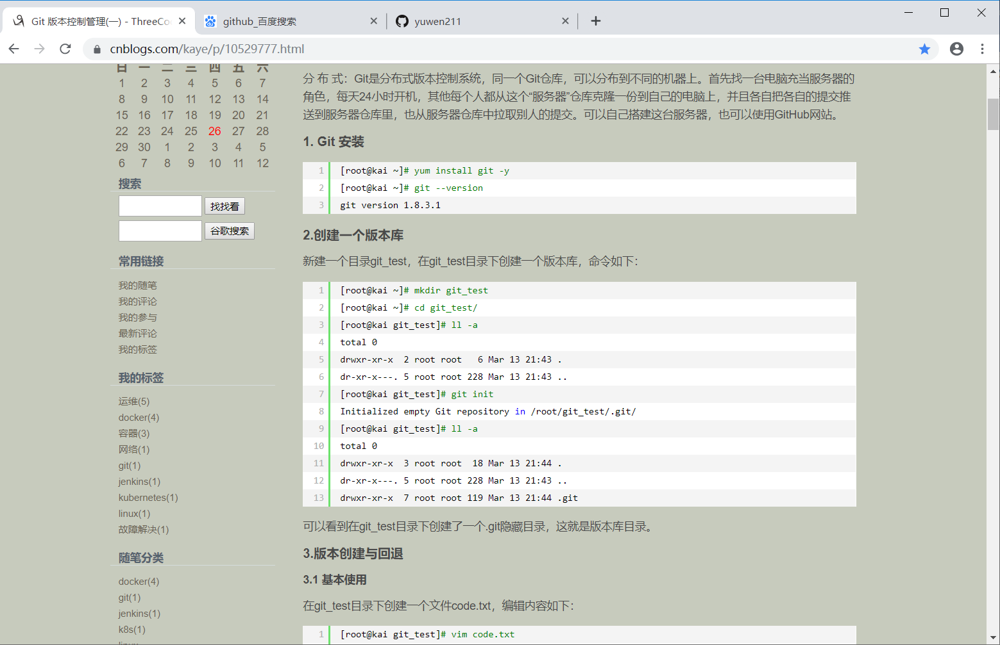 Git 版本控制管理(一) - ThreeCo
github_百度搜索
yuwen211
cnblogs.com/kaye/p/10529777.html
日 一 二 三 四 五 六
1 2 3 4 5 6 7
8 9 10 11 12 13 14
15 16 17 18 19 20 21
22 23 24 25 26 27 28
29 30 1 2 3 4 5
6 7 8 9 10 11 12
搜索
找找看
谷歌搜索
常用链接
我的随笔
我的评论
我的参与
最新评论
我的标签
我的标签
运维(5)
docker(4)
容器(3)
网络(1)
git(1)
jenkins(1)
kubernetes(1)
linux(1)
故障解决(1)
随笔分类
docker(4)
git(1)
jenkins(1)
k8s(1)
分 布 式：Git是分布式版本控制系统，同一个Git仓库，可以分布到不同的机器上。首先找一台电脑充当服务器的
角色，每天24小时开机，其他每个人都从这个“服务器”仓库克隆一份到自己的电脑上，并且各自把各自的提交推
送到服务器仓库里，也从服务器仓库中拉取别人的提交。可以自己搭建这台服务器，也可以使用GitHub网站。
1. Git 安装
1 [root@kai ~]# yum install git -y
2 [root@kai ~]# git --version
3 git version 1.8.3.1
2.创建一个版本库
新建一个目录git_test，在git_test目录下创建一个版本库，命令如下：
1 [root@kai ~]# mkdir git_test
2 [root@kai ~]# cd git_test/
3 [root@kai git_test]# ll -a
4 total 0
5 drwxr-xr-x  2 root root   6 Mar 13 21:43 .
6 dr-xr-x---. 5 root root 228 Mar 13 21:43 ..
7 [root@kai git_test]# git init
8 Initialized empty Git repository in /root/git_test/.git/
9 [root@kai git_test]# ll -a
10 total 0
11 drwxr-xr-x  3 root root  18 Mar 13 21:44 .
12 dr-xr-x---. 5 root root 228 Mar 13 21:43 ..
13 drwxr-xr-x  7 root root 119 Mar 13 21:44 .git
可以看到在git_test目录下创建了一个.git隐藏目录，这就是版本库目录。
3.版本创建与回退
3.1 基本使用
在git_test目录下创建一个文件code.txt，编辑内容如下：
1 [root@kai git_test]# vim code.txt